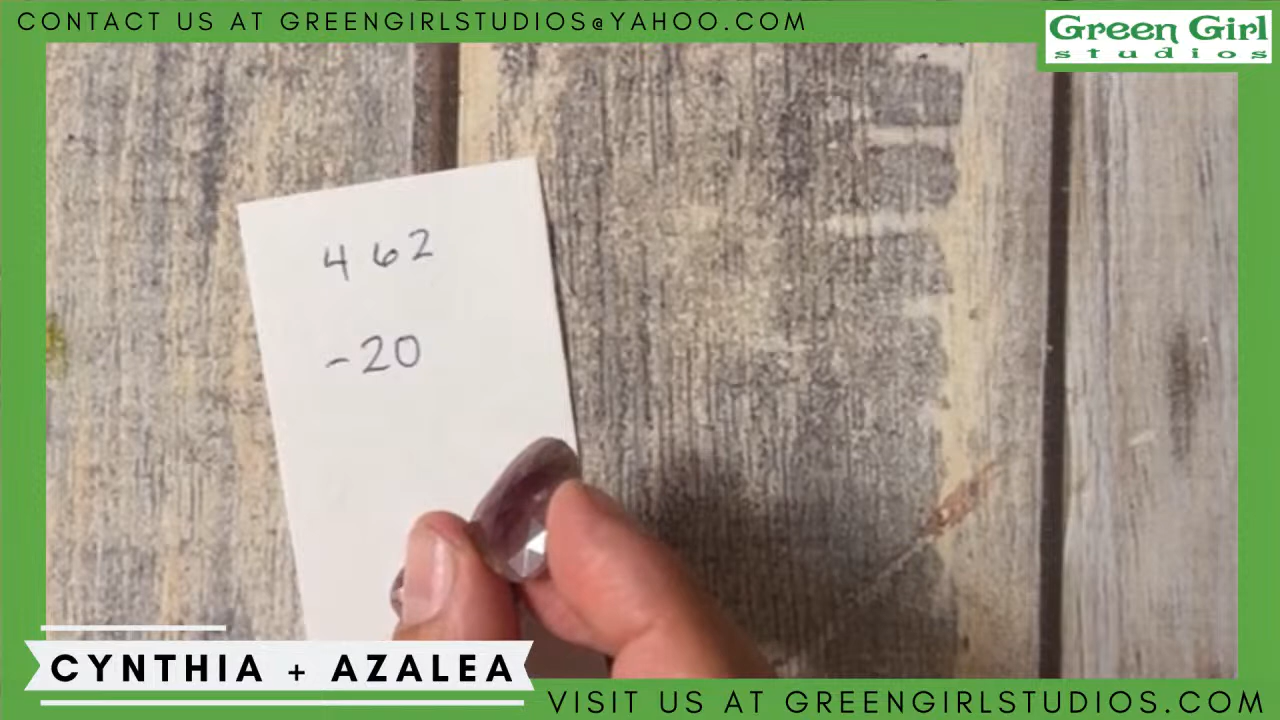 CONTACT US AT GREENGIRLSTUDIOS@YAHOO.COM
Green Girl
studios
462
-20
CYNTHIA + AZALEA
VISIT US AT GREENGIRLSTUDIOS.COM